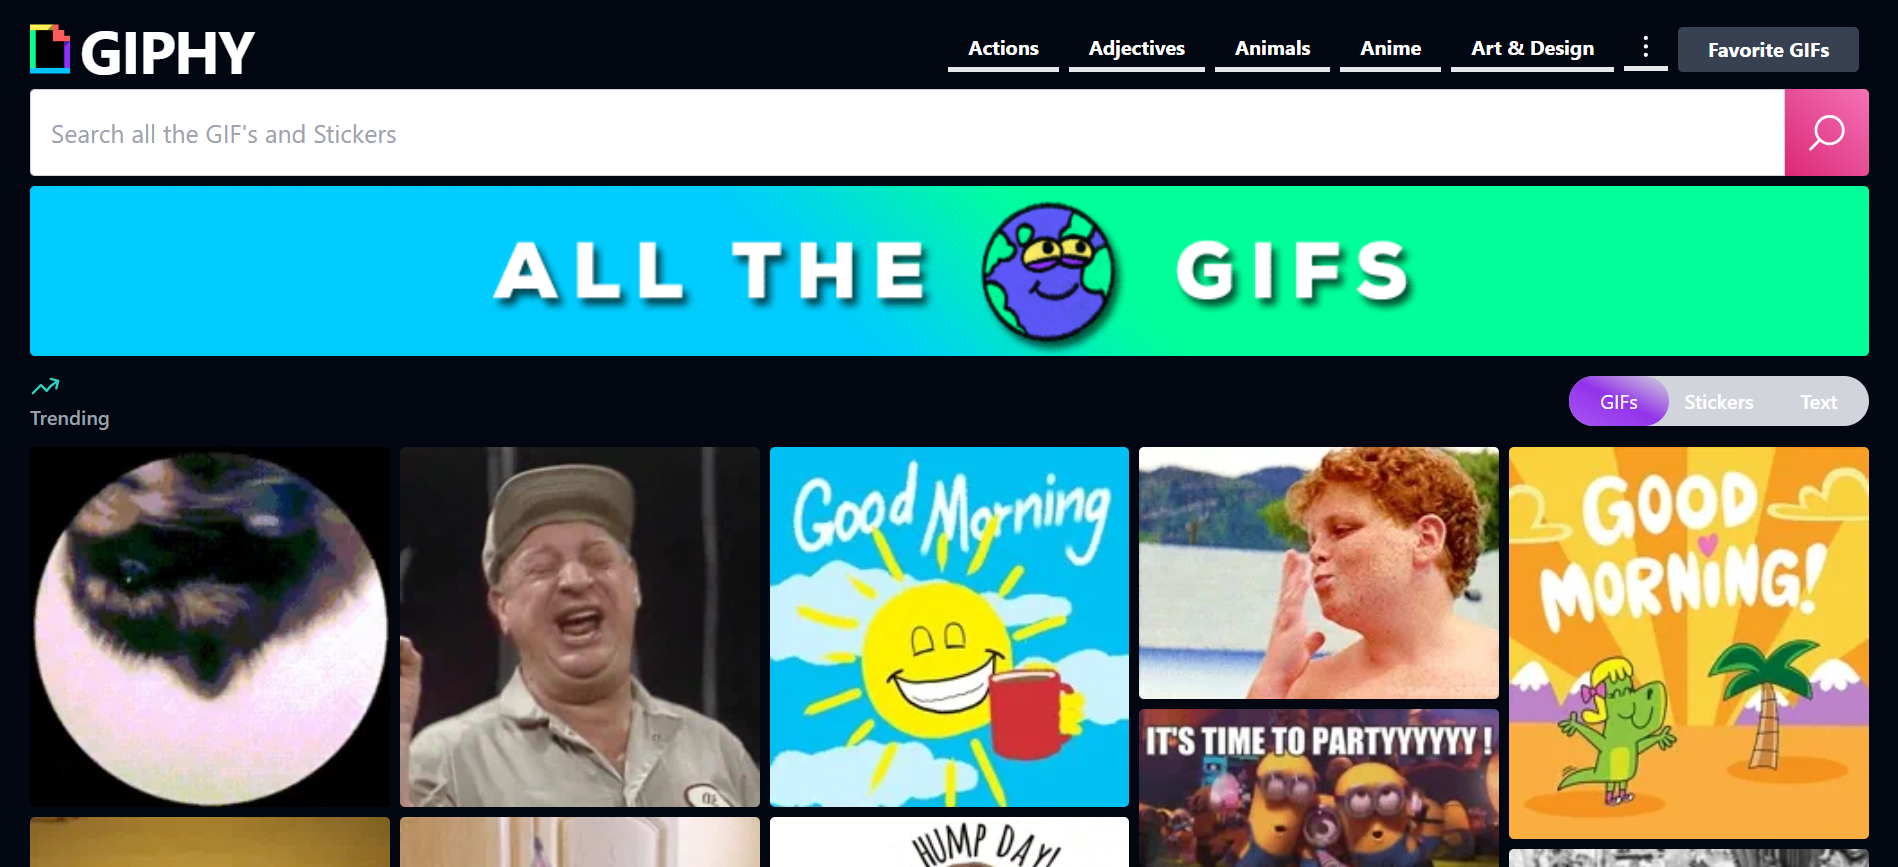 GIPHY
Actions
Adjectives
Animals
Anime
Art & Design
Favorite GIFs
Search all the GIF's and Stickers
ALL THE GIFS
Trending
GIFs
Stickers
Text
Good Morning
GOOD
MORNING!
IT'S TIME TO PARTYYYYYY !
HUMP DAY!